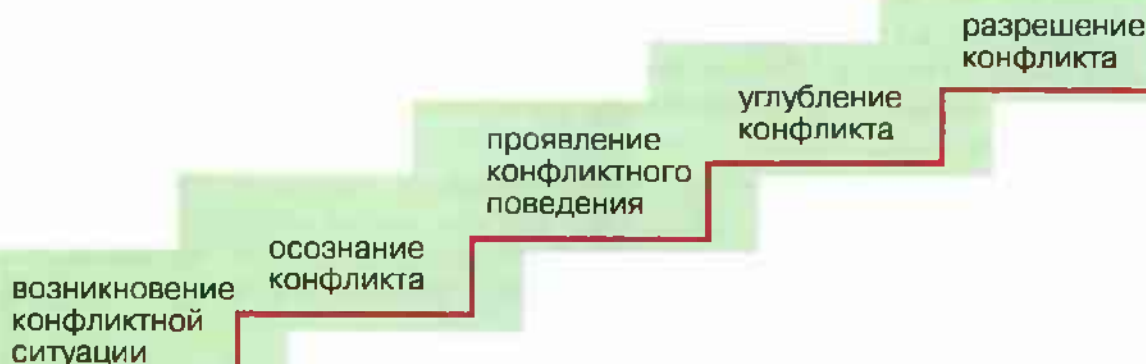 возникновение
конфликтной
ситуации
осознание
конфликта
проявление
конфликтного
поведения
углубление
конфликта
разрешение
конфликта